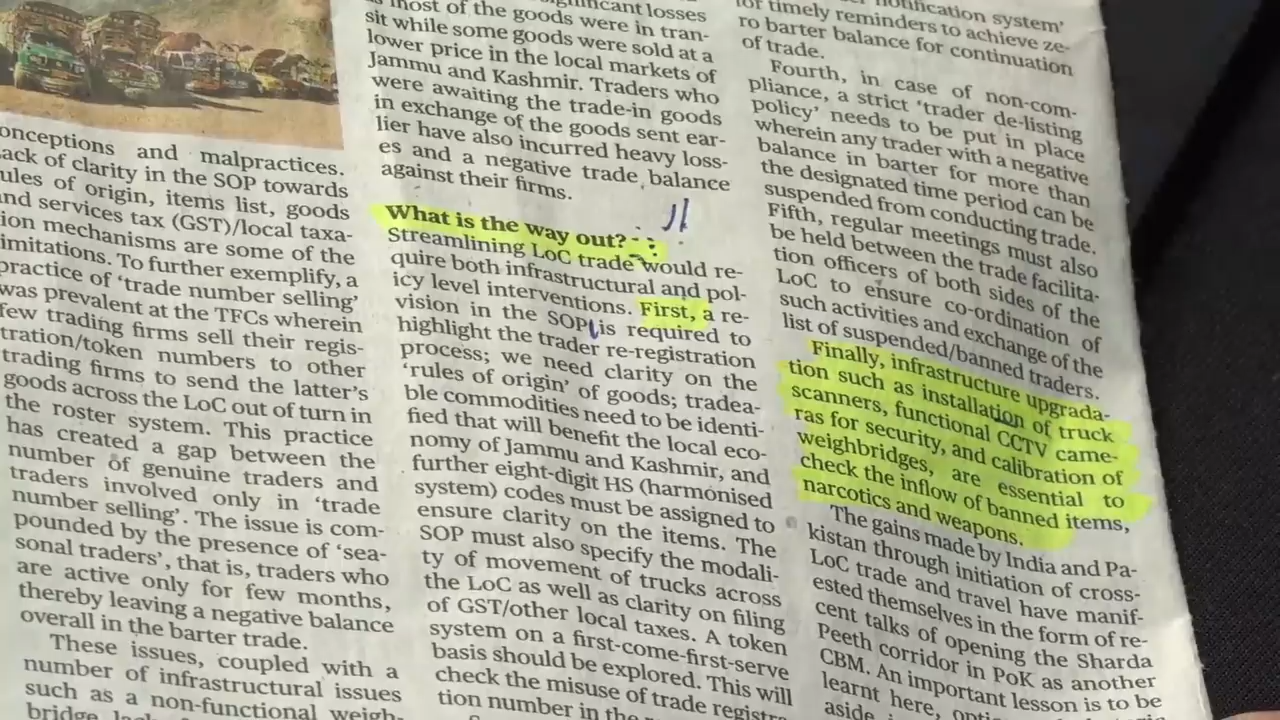 onceptions and malpractices.
ack of clarity in the SOP towards
ules of origin, items list, goods
nd services tax (GST)/local taxa-
ion mechanisms are some of the
imitations. To further exemplify, a
practice of ‘trade number selling’
was prevalent at the TFCs wherein
few trading firms sell their regis-
tration/token numbers to other
trading firms to send the latter’s
goods across the LoC out of turn in
the roster system. This practice
has created a gap between the
number of genuine traders and
traders involved only in ‘trade
number selling’. The issue is com-
pounded by the presence of ‘sea-
sonal traders’, that is, traders who
are active only for few months,
thereby leaving a negative balance
overall in the barter trade.
These issues, coupled with a
number of infrastructural issues
such as a non-functional weigh-
bridge,
losses
as most of the goods were in tran-
sit while some goods were sold at a
lower price in the local markets of
Jammu and Kashmir. Traders who
were awaiting the trade-in goods
in exchange of the goods sent ear-
lier have also incurred heavy loss-
es and a negative trade balance
against their firms.
What is the way out?
Streamlining LoC trade would re-
quire both infrastructural and pol-
icy level interventions. First, a re-
vision in the SOP is required to
highlight the trader re-registration
process; we need clarity on the
‘rules of origin’ of goods; tradea-
ble commodities need to be identi-
fied that will benefit the local eco-
nomy of Jammu and Kashmir, and
further eight-digit HS (harmonised
system) codes must be assigned to
ensure clarity on the items. The
SOP must also specify the modali-
ty of movement of trucks across
the LoC as well as clarity on filing
of GST/other local taxes. A token
system on a first-come-first-serve
basis should be explored. This will
check the misuse of trade registra-
tion number in the
notification system’
for timely reminders to achieve ze-
ro barter balance for continuation
of trade.
Fourth, in case of non-com-
pliance, a strict ‘trader de-listing
policy’ needs to be put in place
wherein any trader with a negative
balance in barter for more than
the designated time period can be
suspended from conducting trade.
Fifth, regular meetings must also
be held between the trade facilita-
tion officers of both sides of the
LoC to ensure co-ordination of
such activities and exchange of the
list of suspended/banned traders.
Finally, infrastructure upgrada-
tion such as installation of truck
scanners, functional CCTV came-
ras for security, and calibration of
weighbridges, are essential to
check the inflow of banned items,
narcotics and weapons.
The gains made by India and Pa-
kistan through initiation of cross-
LoC trade and travel have manif-
ested themselves in the form of re-
cent talks of opening the Sharda
Peeth corridor in PoK as another
CBM. An important lesson is to be
learnt here,
aside